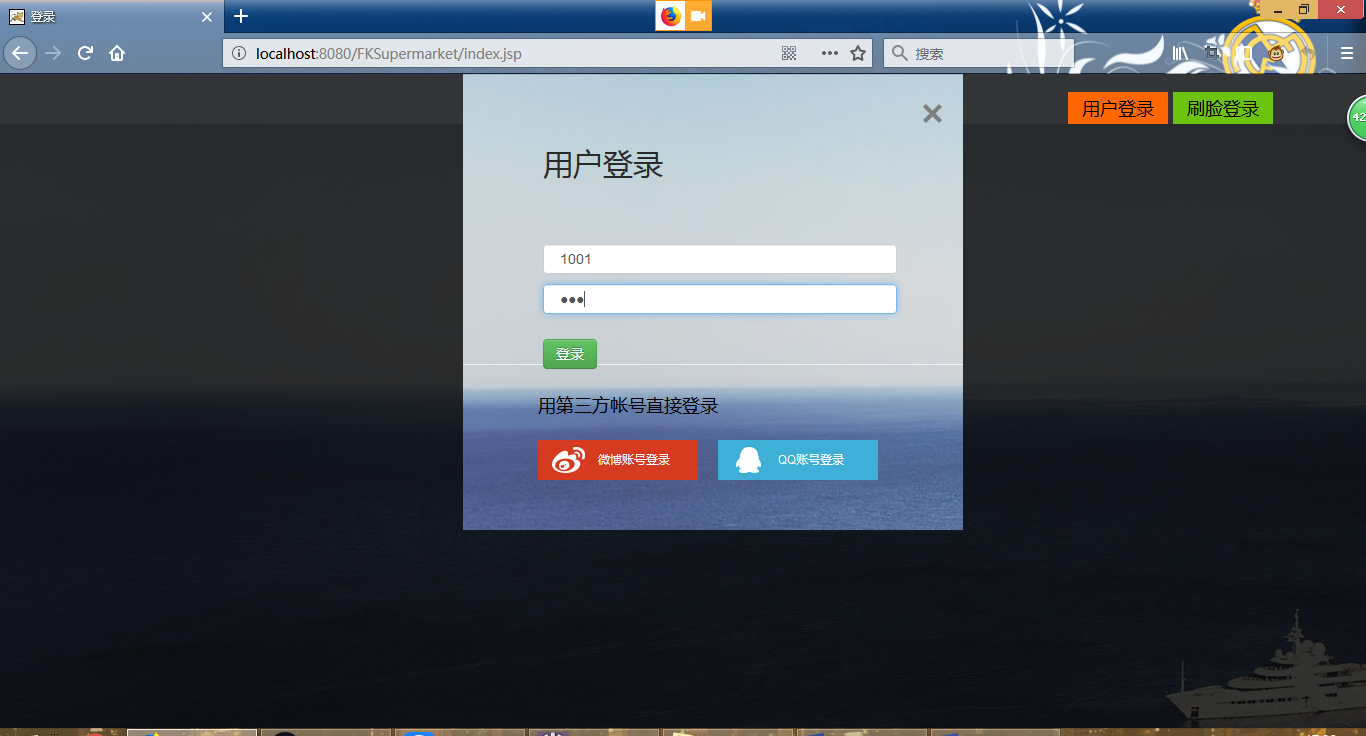 登录
localhost:8080/FKSupermarket/index.jsp
搜索
用户登录
刷脸登录
42
用户登录
1001
•••
登录
用第三方帐号直接登录
微博账号登录
QQ账号登录